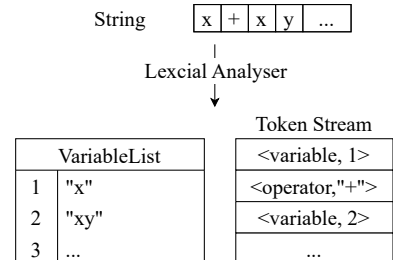 String x + x y ...
Lexcial Analyser
Token Stream
VariableList <variable, 1>
1 "x" <operator,"+">
2 "xy" <variable, 2>
3 ... ...